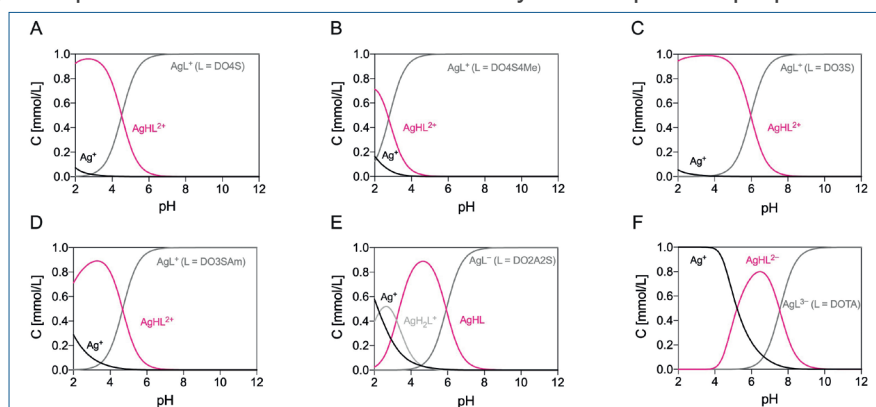 A
B
C
1.0
0.8
0.6
0.4
0.2
0.0
C [mmol/L]
AgL⁺ (L = DO4S)
AgHL²⁺
Ag⁺
2 4 6 8 10 12
pH
1.0
0.8
0.6
0.4
0.2
0.0
C [mmol/L]
AgL⁺ (L = DO4S4Me)
AgHL²⁺
Ag⁺
2 4 6 8 10 12
pH
1.0
0.8
0.6
0.4
0.2
0.0
C [mmol/L]
AgL⁺ (L = DO3S)
AgHL²⁺
Ag⁺
2 4 6 8 10 12
pH
D
E
F
1.0
0.8
0.6
0.4
0.2
0.0
C [mmol/L]
AgL⁺ (L = DO3SAm)
AgHL²⁺
Ag⁺
2 4 6 8 10 12
pH
1.0
0.8
0.6
0.4
0.2
0.0
C [mmol/L]
AgL⁻ (L = DO2A2S)
Ag⁺
AgH₂L⁺
AgHL
2 4 6 8 10 12
pH
1.0
0.8
0.6
0.4
0.2
0.0
C [mmol/L]
Ag⁺
AgHL²⁻
AgL³⁻ (L = DOTA)
2 4 6 8 10 12
pH